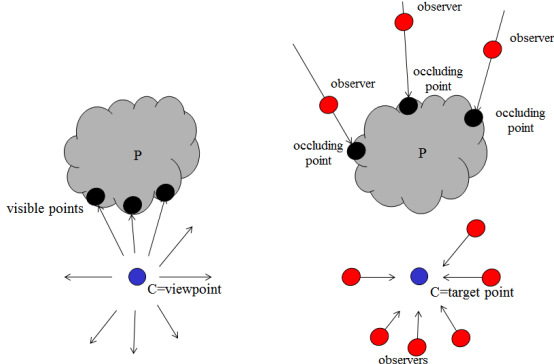 P
visible points
C=viewpoint
observer
observer
observer
occluding
point
occluding
point
occluding
point
P
C=target point
observers